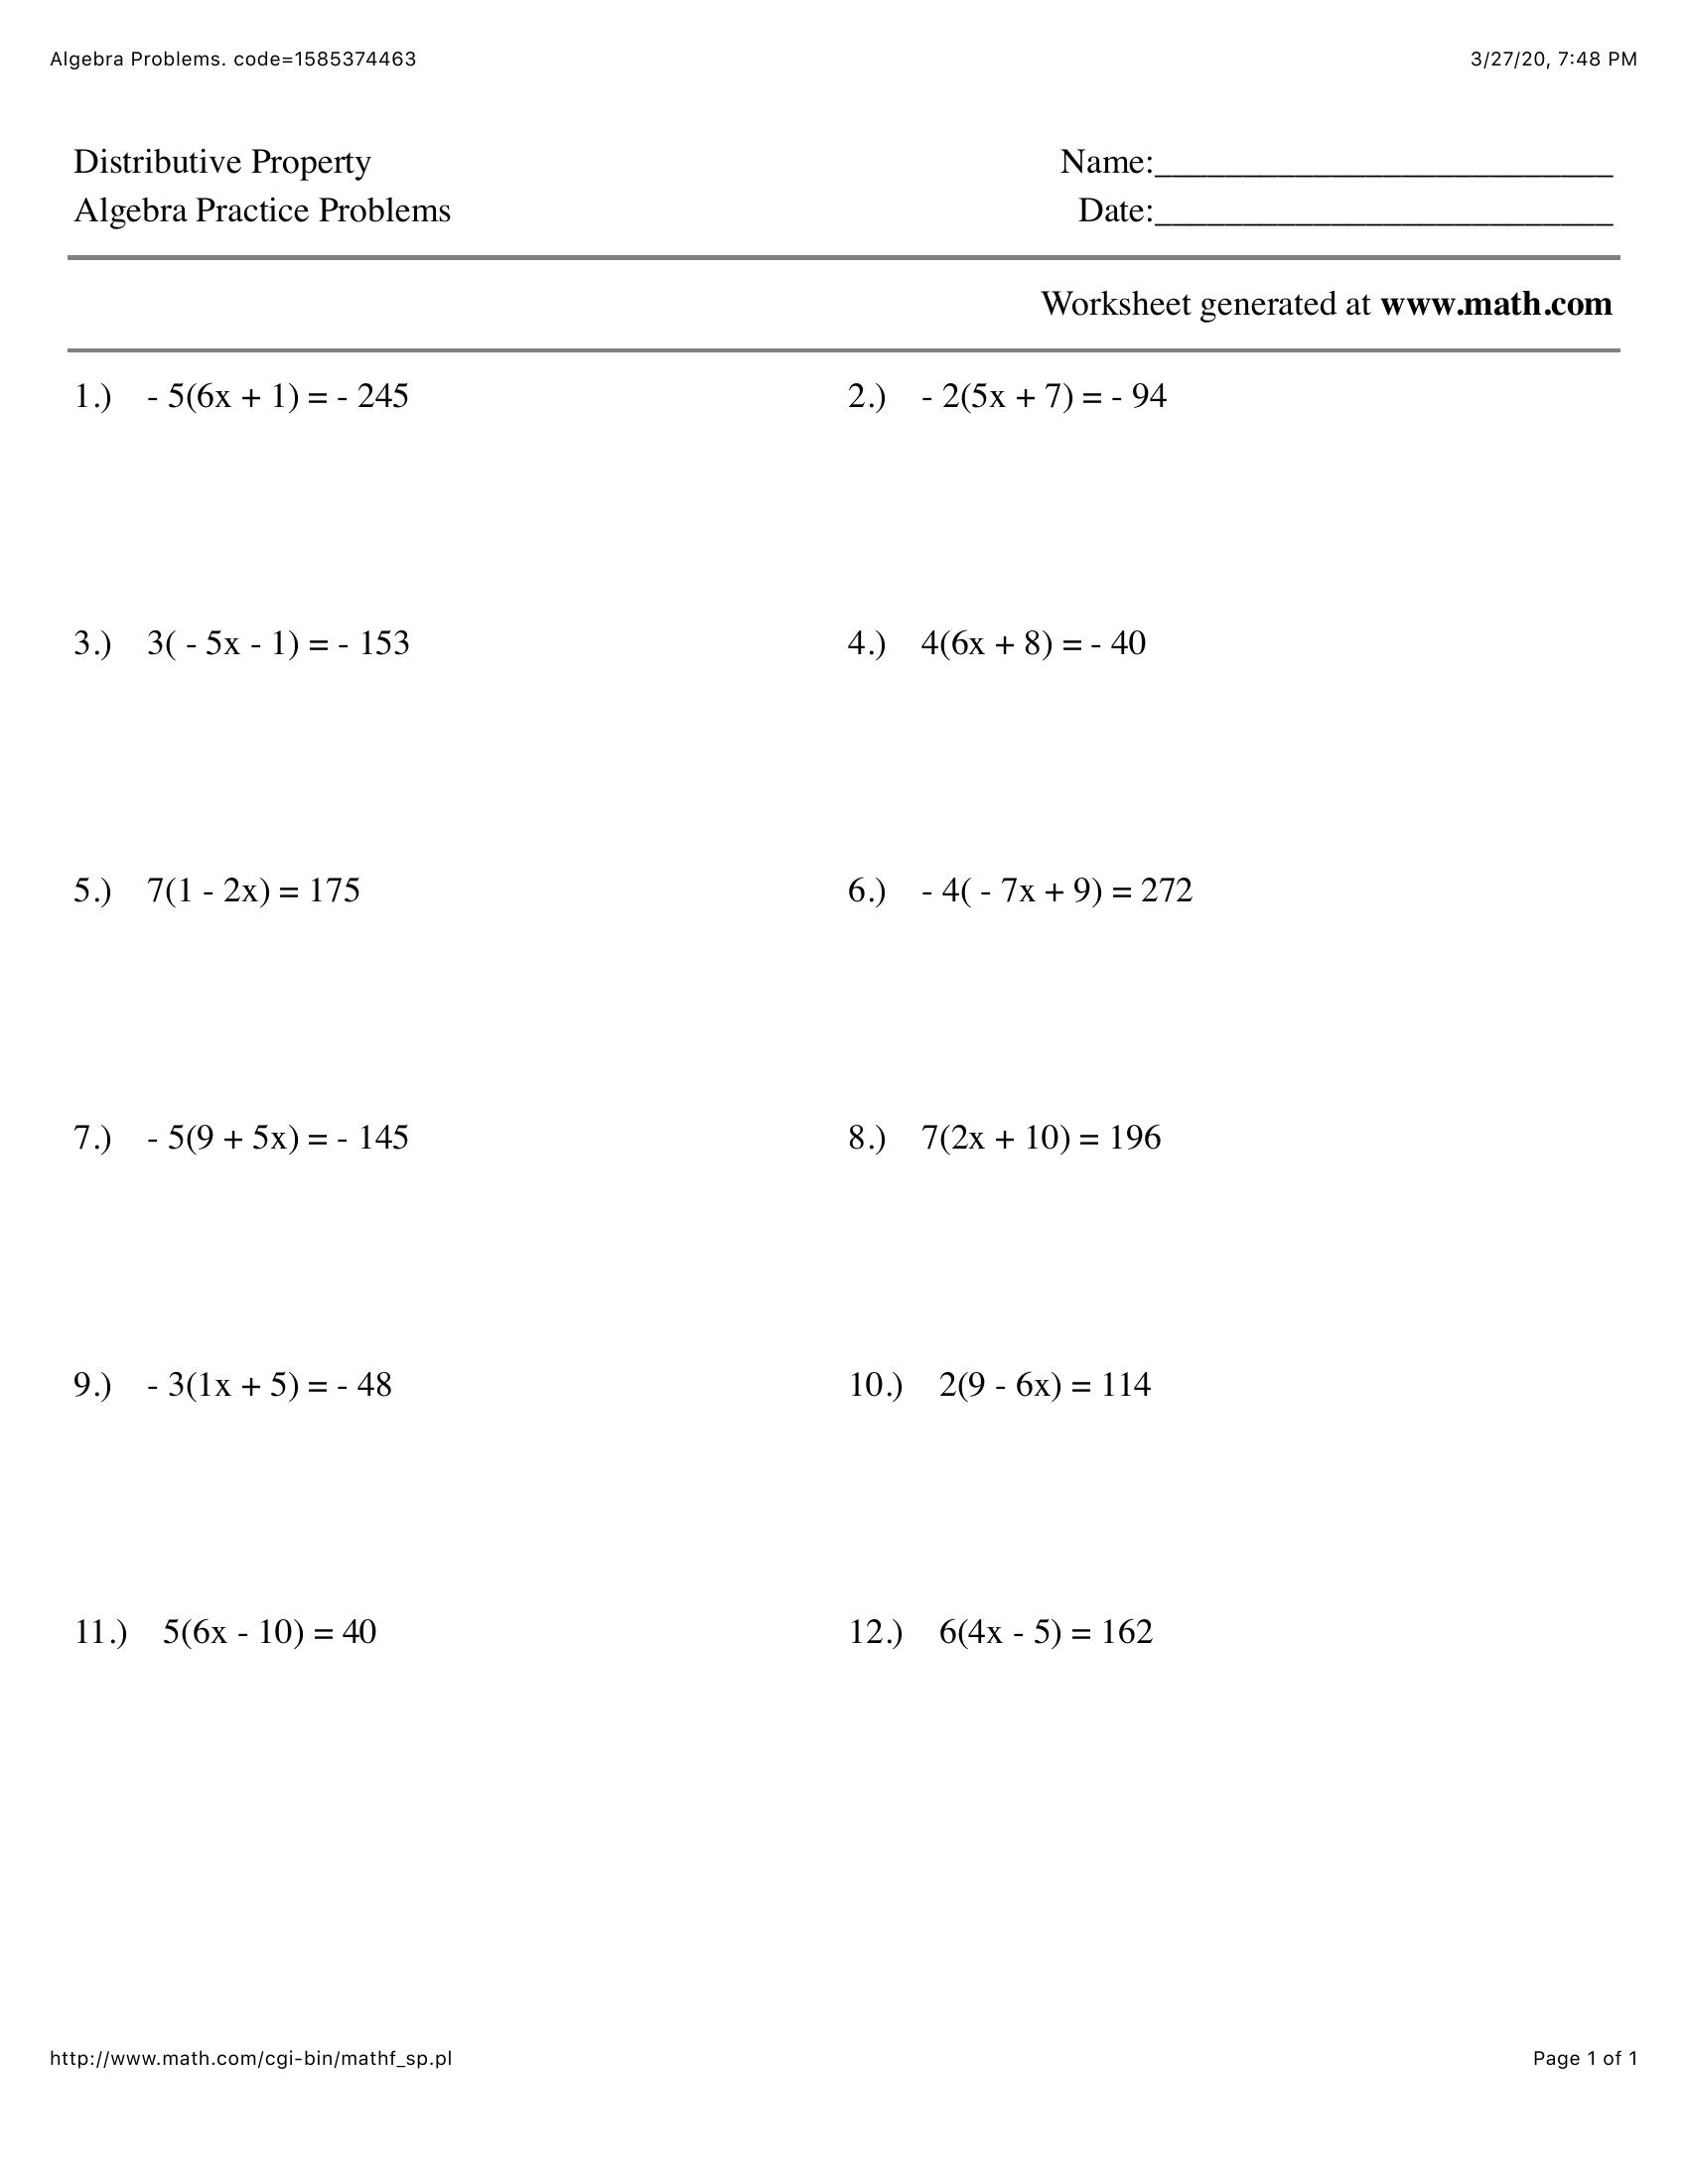 Algebra Problems. code=1585374463 3/27/20, 7:48 PM
Distributive Property Name:__________________________
Algebra Practice Problems Date:__________________________
Worksheet generated at www.math.com
1.) - 5(6x + 1) = - 245 2.) - 2(5x + 7) = - 94
3.) 3( - 5x - 1) = - 153 4.) 4(6x + 8) = - 40
5.) 7(1 - 2x) = 175 6.) - 4( - 7x + 9) = 272
7.) - 5(9 + 5x) = - 145 8.) 7(2x + 10) = 196
9.) - 3(1x + 5) = - 48 10.) 2(9 - 6x) = 114
11.) 5(6x - 10) = 40 12.) 6(4x - 5) = 162
http://www.math.com/cgi-bin/mathf_sp.pl Page 1 of 1